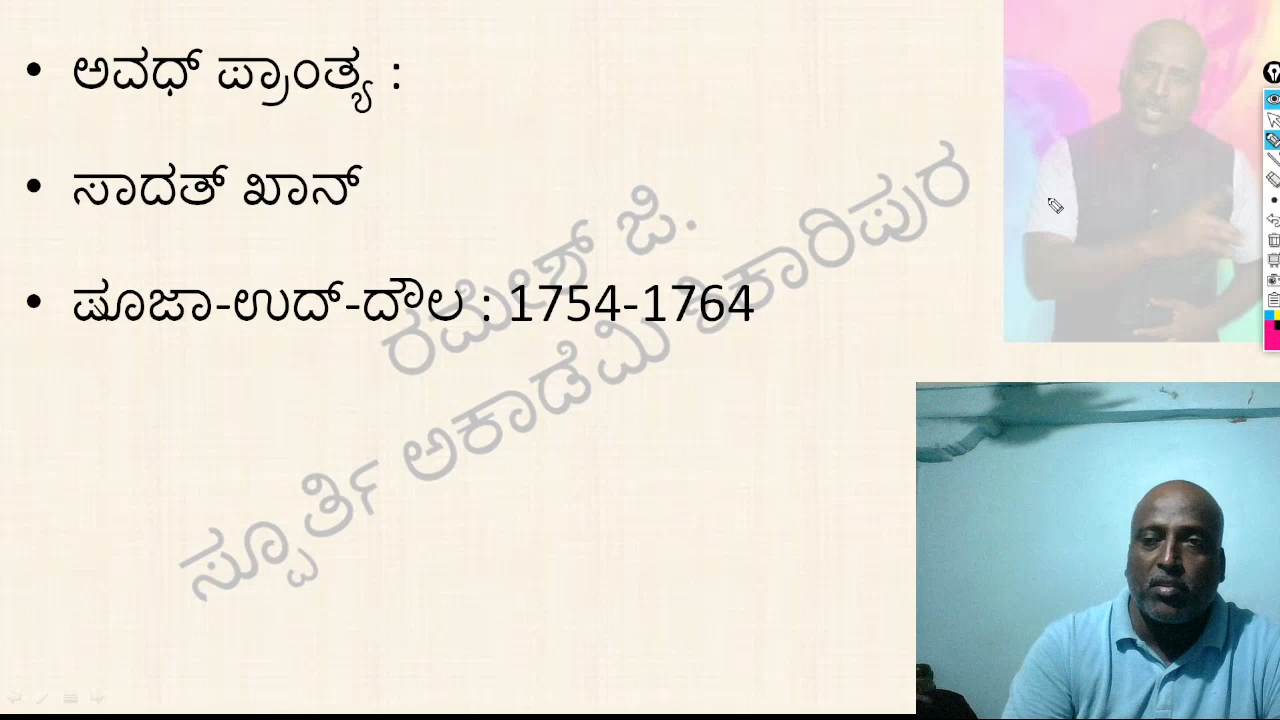 • ಅವಧ್ ಪ್ರಾಂತ್ಯ :
• ಸಾದತ್ ಖಾನ್
• ಷೂಜಾ-ಉದ್-ದೌಲ : 1754-1764
ರಮೇಶ್ ಜಿ.
ಸ್ಪೂರ್ತಿ ಅಕಾಡೆಮಿ ಶಿಕಾರಿಪುರ